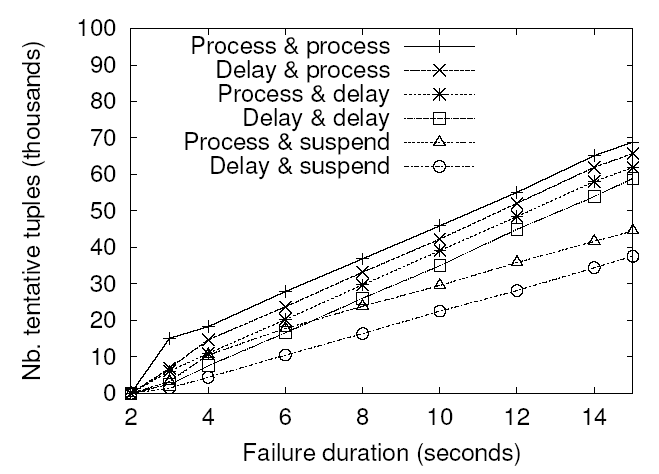 100
90
80
70
60
50
40
30
20
10
0
Nb. tentative tuples (thousands)
Process & process
Delay & process
Process & delay
Delay & delay
Process & suspend
Delay & suspend
2 4 6 8 10 12 14
Failure duration (seconds)